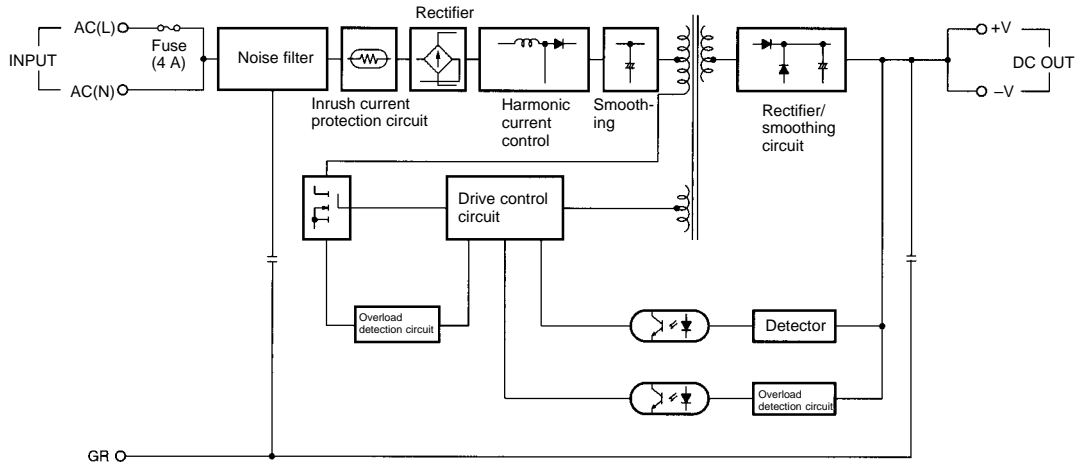 Rectifier
AC(L)
+V
INPUT
Fuse
(4 A)
Noise filter
DC OUT
AC(N)
–V
Inrush current
protection circuit
Harmonic
current
control
Smooth-
ing
Rectifier/
smoothing
circuit
Drive control
circuit
Overload
detection circuit
Detector
Overload
detection circuit
GR